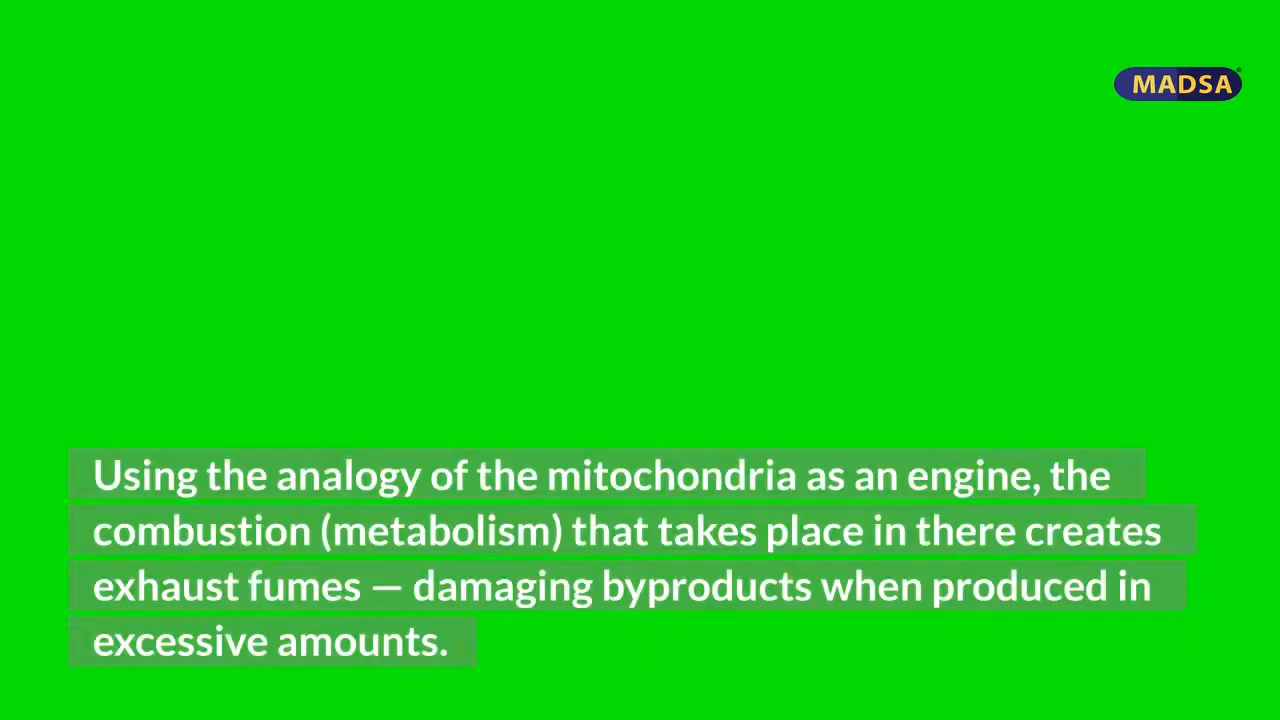 MADSA
Using the analogy of the mitochondria as an engine, the
combustion (metabolism) that takes place in there creates
exhaust fumes — damaging byproducts when produced in
excessive amounts.